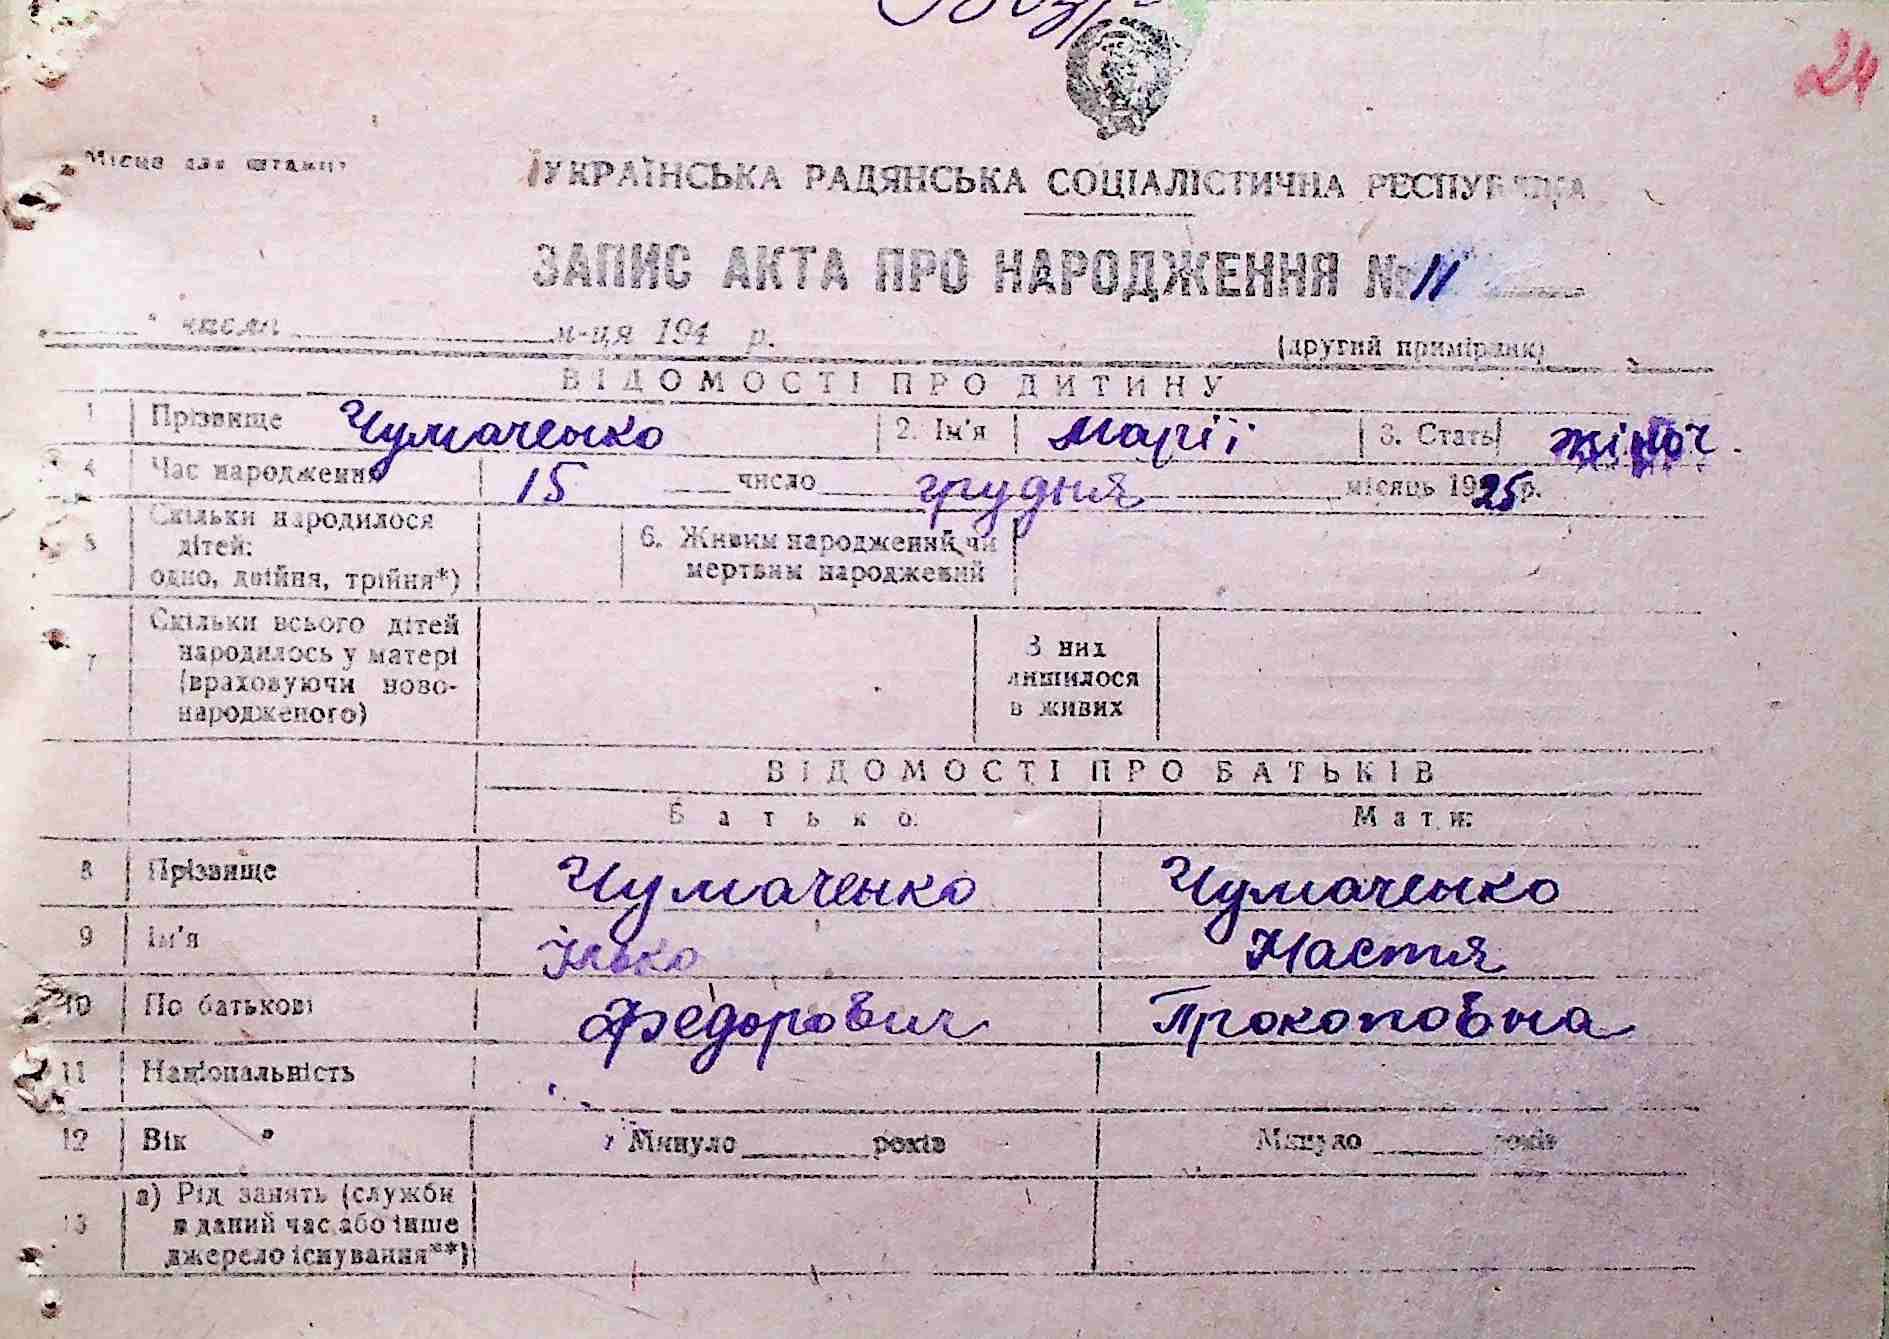 24
Місце для штампу
УКРАЇНСЬКА РАДЯНСЬКА СОЦІАЛІСТИЧНА РЕСПУБЛІКА
ЗАПИС АКТА ПРО НАРОДЖЕННЯ № 11
" числа м-ця 194 р.
(другий примірник)
ВІДОМОСТІ ПРО ДИТИНУ
1 Прізвище Чумаченко 2. Ім'я Марії 3. Стать жіноч.
4 Час народження 15 число грудня місяць 1925 р.
5 Скільки народилося дітей: одно, двійня, трійня*) 6. Живим народжений чи мертвим народжений
7 Скільки всього дітей народилось у матері (враховуючи новонародженого) З них лишилося в живих
ВІДОМОСТІ ПРО БАТЬКІВ
Батько: Мати:
8 Прізвище Чумаченко Чумаченко
9 Ім'я Ілько Настя
10 По батькові Федорович Прокоповна
11 Національність
12 Вік Минуло років Минуло років
13 а) Рід занять (служби в даний час або інше джерело існування**)